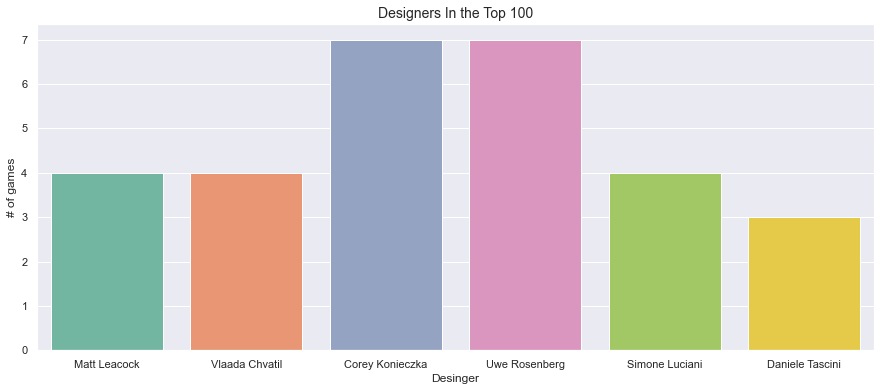 Designers In the Top 100
7
6
5
4
3
2
1
0
# of games
Matt Leacock
Vlaada Chvatil
Corey Konieczka
Uwe Rosenberg
Simone Luciani
Daniele Tascini
Desinger